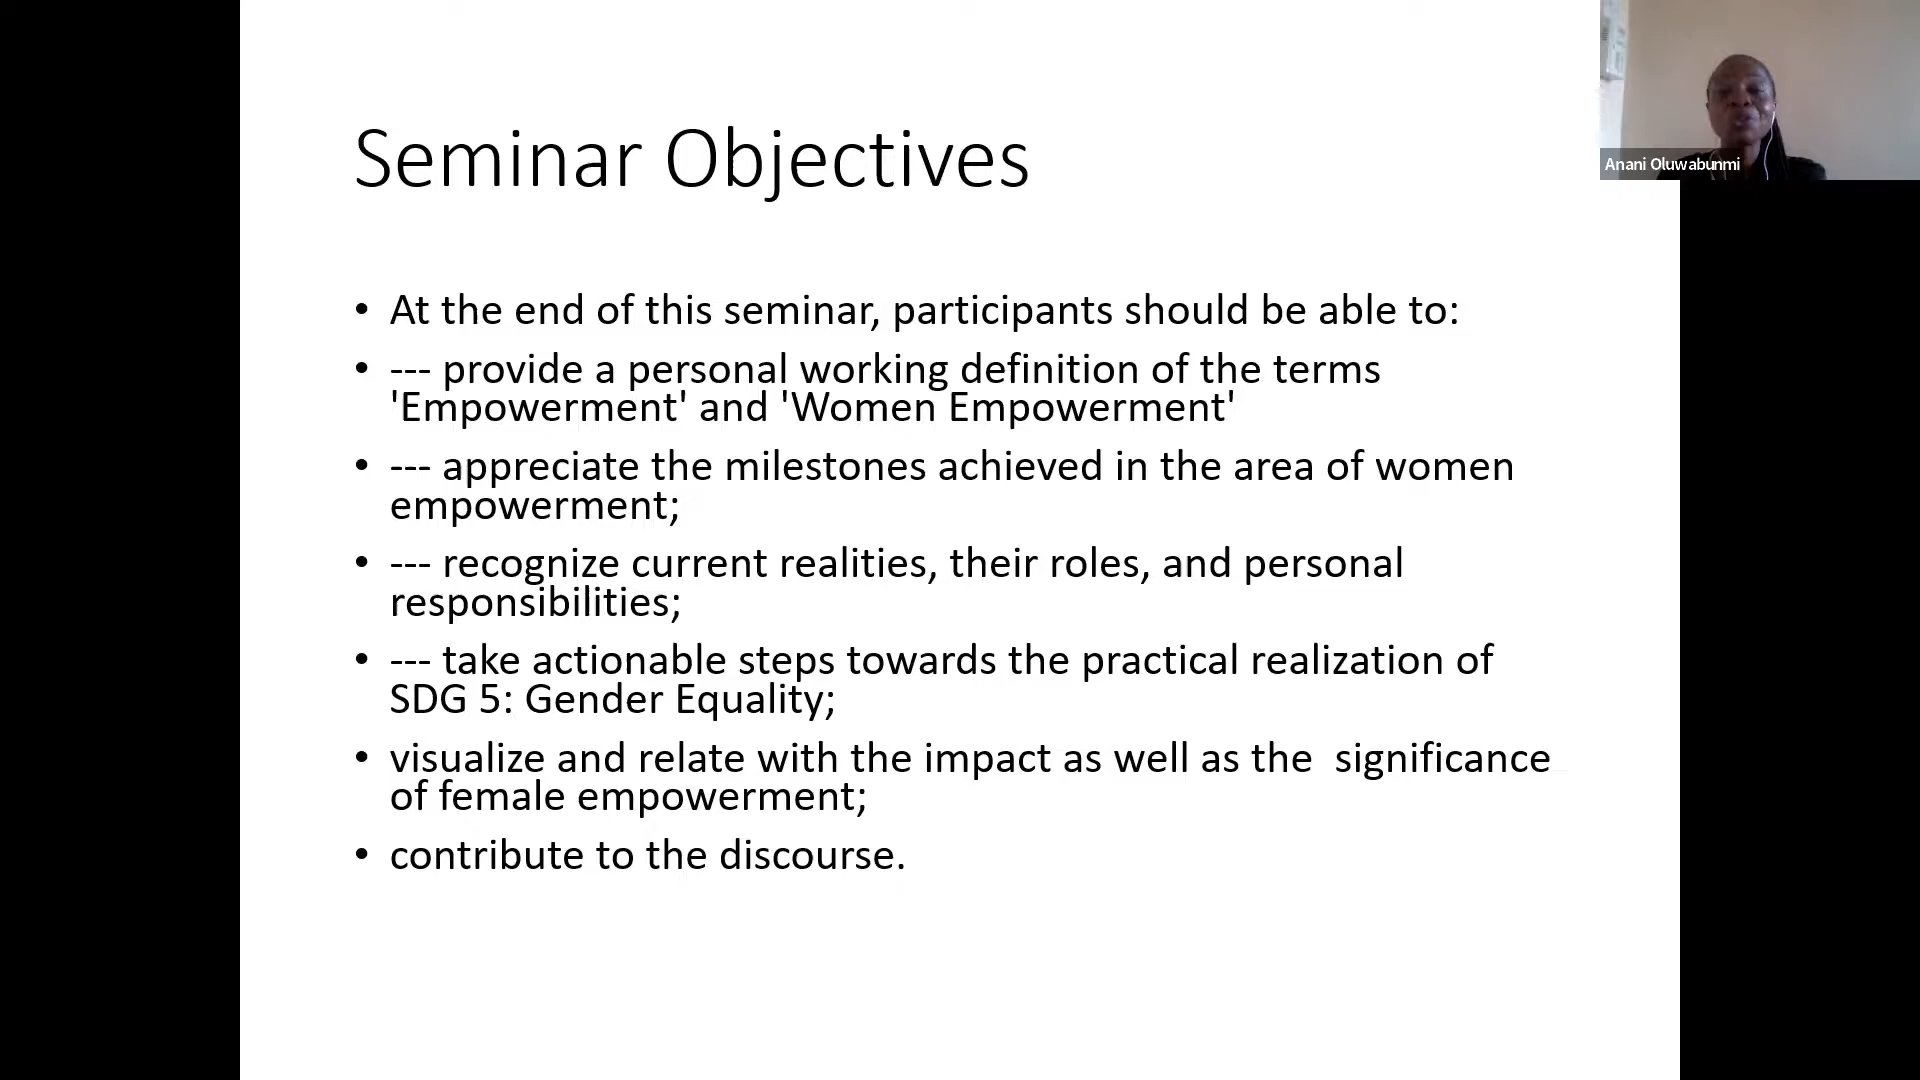 Seminar Objectives
• At the end of this seminar, participants should be able to:
• --- provide a personal working definition of the terms
'Empowerment' and 'Women Empowerment'
• --- appreciate the milestones achieved in the area of women
empowerment;
• --- recognize current realities, their roles, and personal
responsibilities;
• --- take actionable steps towards the practical realization of
SDG 5: Gender Equality;
• visualize and relate with the impact as well as the  significance
of female empowerment;
• contribute to the discourse.
Anani Oluwabunmi